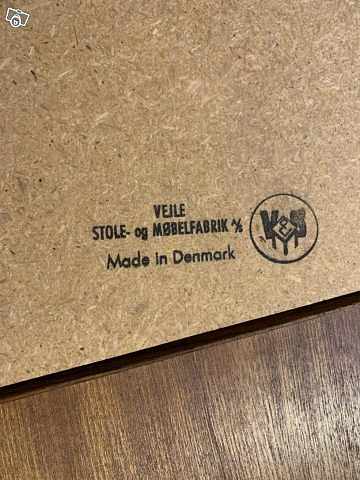 VEJLE
STOLE- og MØBELFABRIK A/S
Made in Denmark
V&S